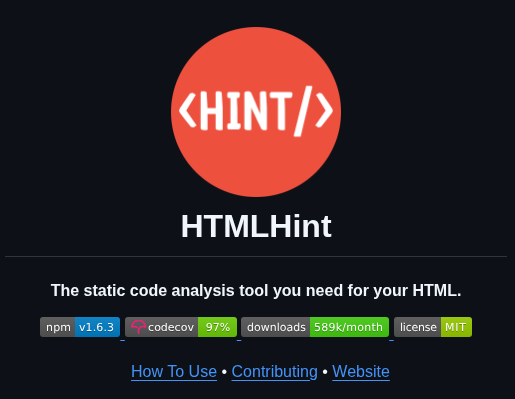 <HINT/>
HTMLHint
The static code analysis tool you need for your HTML.
npm v1.6.3 codecov 97% downloads 589k/month license MIT
How To Use • Contributing • Website